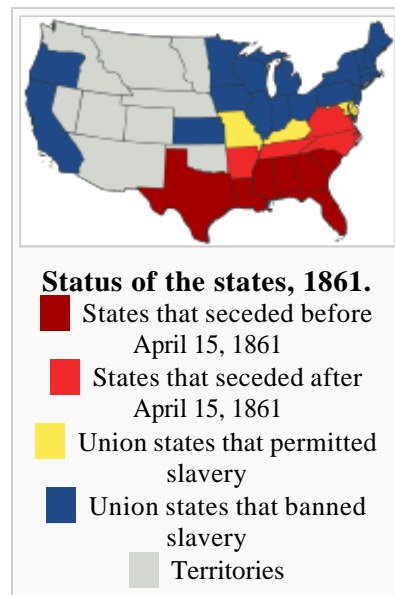 Status of the states, 1861.
States that seceded before
April 15, 1861
States that seceded after
April 15, 1861
Union states that permitted
slavery
Union states that banned
slavery
Territories